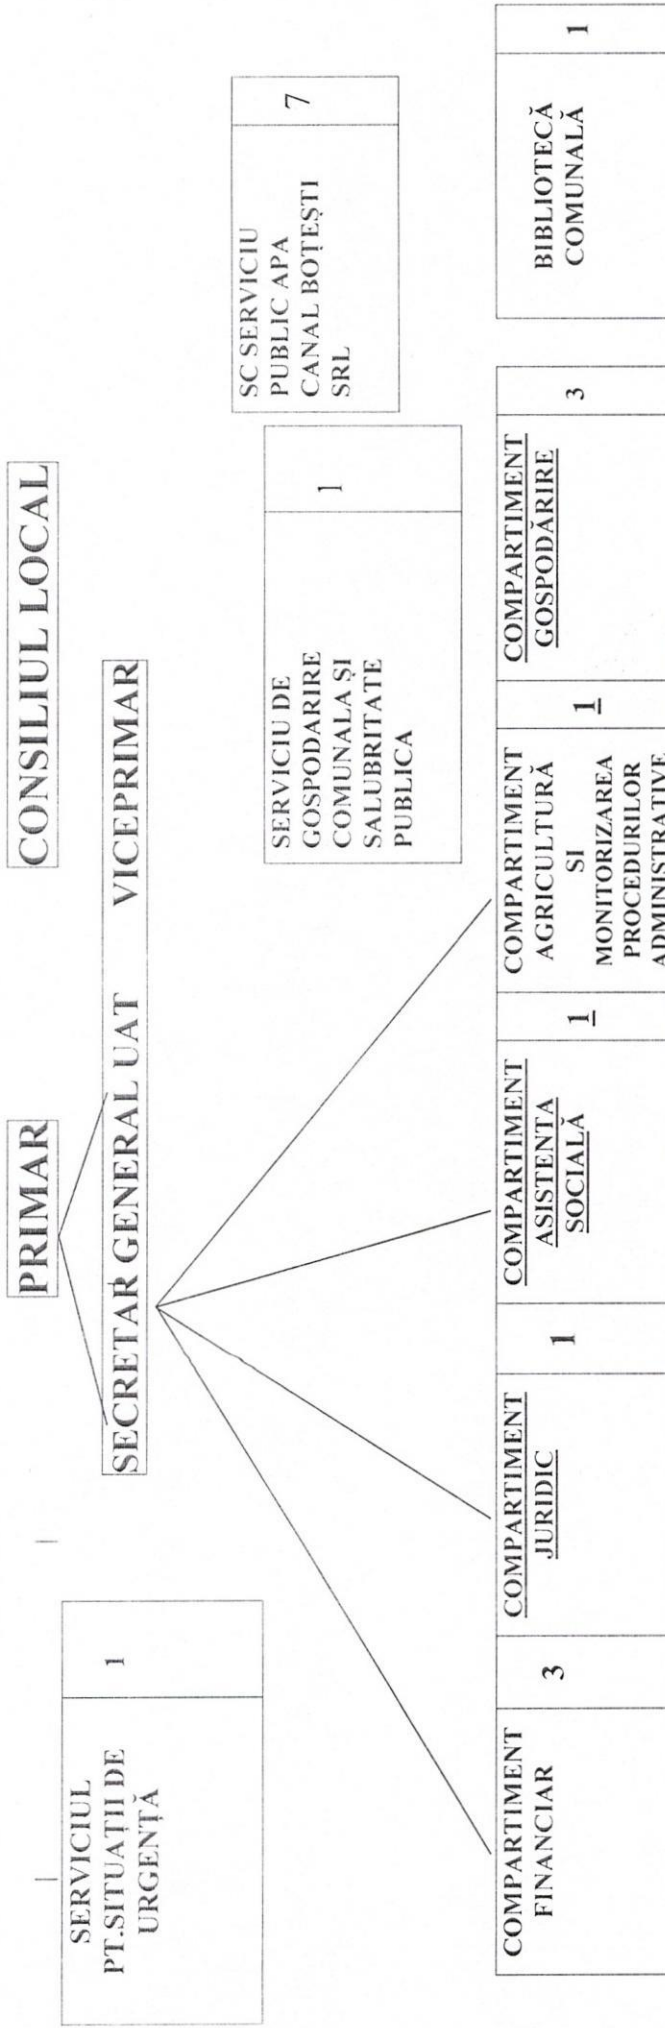 CONSILIUL LOCAL
PRIMAR
SECRETAR GENERAL UAT VICEPRIMAR
SERVICIUL
PT.SITUAȚII DE
URGENȚĂ
1
SERVICIU DE
GOSPODARIRE
COMUNALA ȘI
SALUBRITATE
PUBLICA
1
SC SERVICIU
PUBLIC APA
CANAL BOȚEȘTI
SRL
7
COMPARTIMENT
FINANCIAR
3
COMPARTIMENT
JURIDIC
1
COMPARTIMENT
ASISTENTA
SOCIALĂ
1
COMPARTIMENT
AGRICULTURĂ
SI
MONITORIZAREA
PROCEDURILOR
ADMINISTRATIVE
1
COMPARTIMENT
GOSPODĂRIRE
3
BIBLIOTECĂ
COMUNALĂ
1